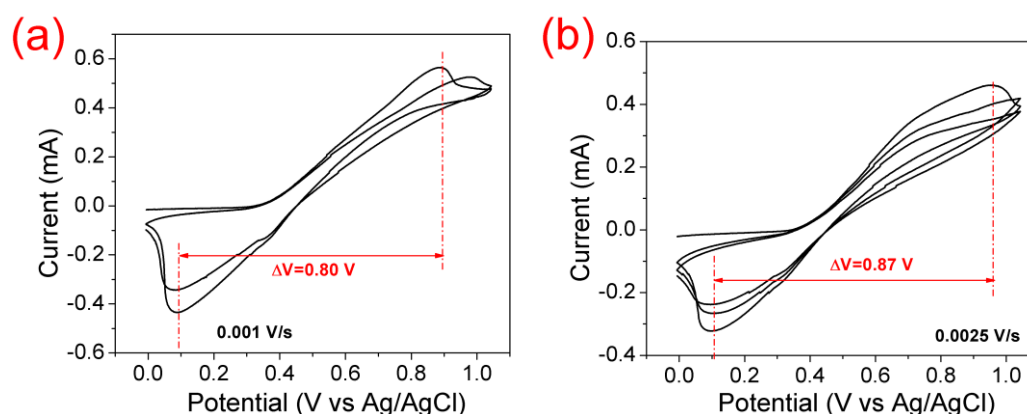 (a)
0.6
0.4
0.2
0.0
-0.2
-0.4
-0.6
Current (mA)
ΔV=0.80 V
0.001 V/s
0.0 0.2 0.4 0.6 0.8 1.0
Potential (V vs Ag/AgCl)
(b)
0.6
0.4
0.2
0.0
-0.2
-0.4
Current (mA)
ΔV=0.87 V
0.0025 V/s
0.0 0.2 0.4 0.6 0.8 1.0
Potential (V vs Ag/AgCl)